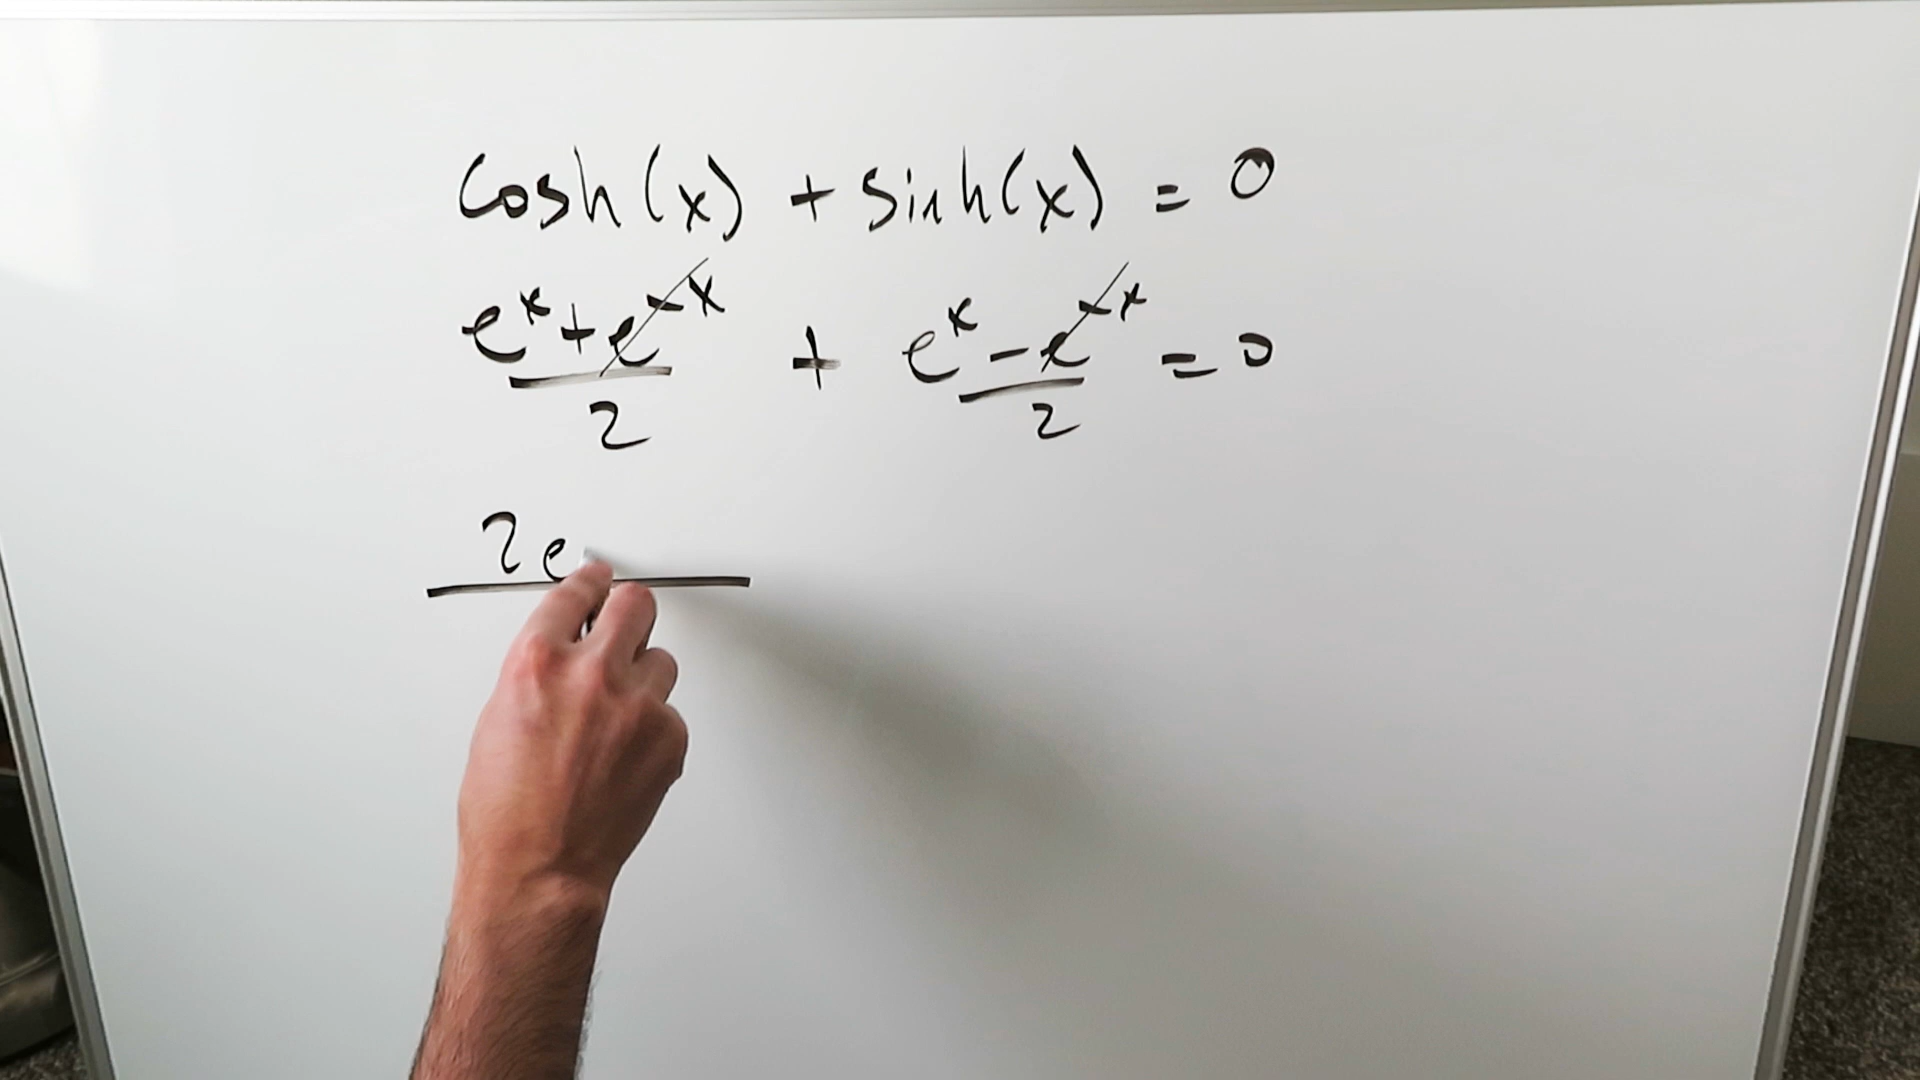 cosh(x) + sinh(x) = 0
e^x + e^-x / 2 + e^x - e^-x / 2 = 0
2e